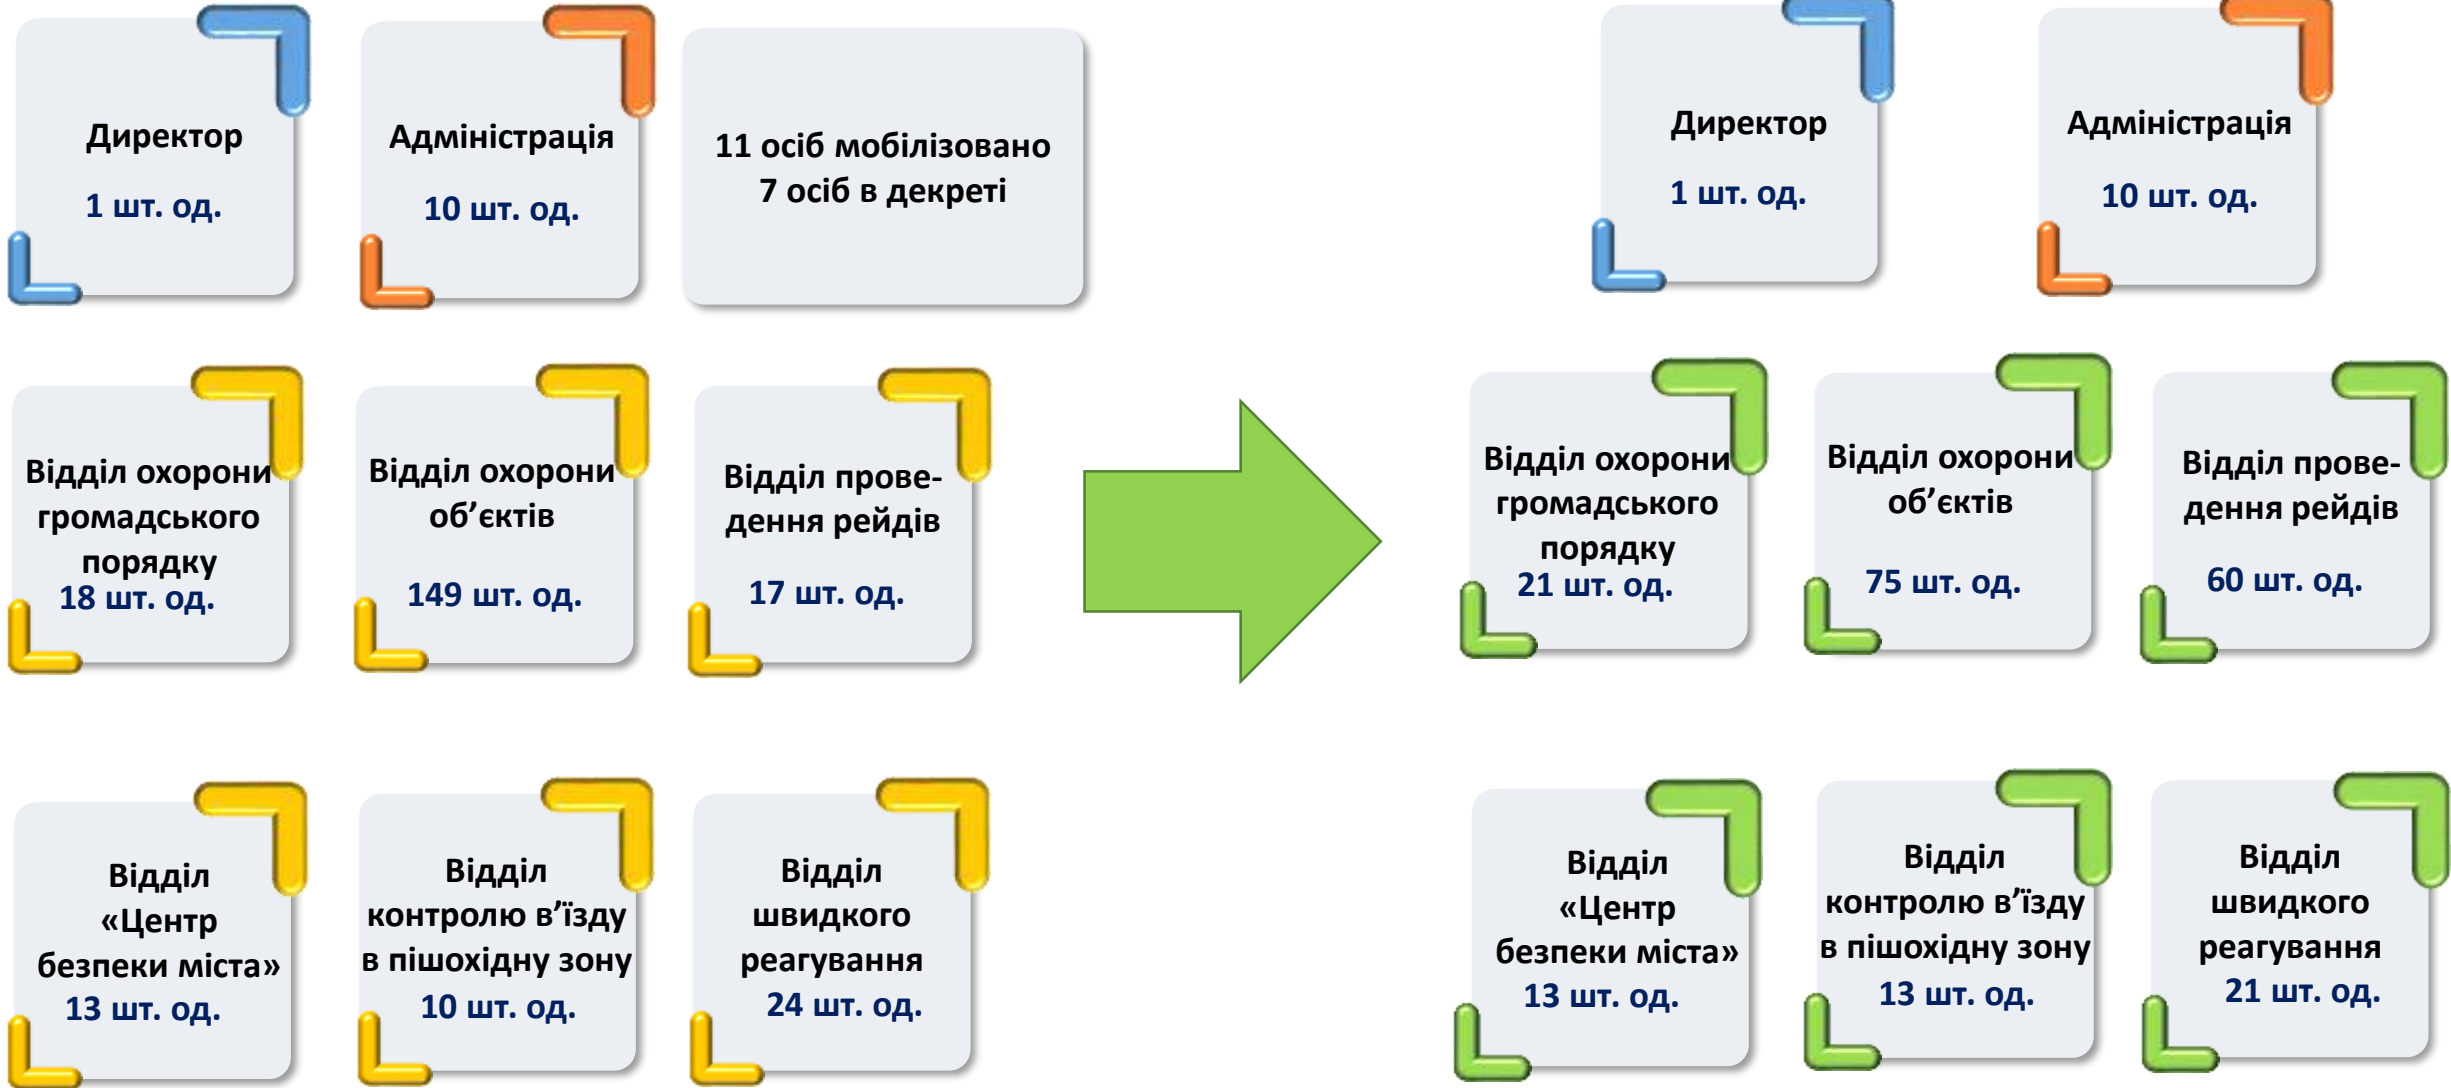 Директор
1 шт. од.
Адміністрація
10 шт. од.
11 осіб мобілізовано
7 осіб в декреті
Відділ охорони
громадського
порядку
18 шт. од.
Відділ охорони
об’єктів
149 шт. од.
Відділ прове-
дення рейдів
17 шт. од.
Відділ
«Центр
безпеки міста»
13 шт. од.
Відділ
контролю в’їзду
в пішохідну зону
10 шт. од.
Відділ
швидкого
реагування
24 шт. од.
Директор
1 шт. од.
Адміністрація
10 шт. од.
Відділ охорони
громадського
порядку
21 шт. од.
Відділ охорони
об’єктів
75 шт. од.
Відділ прове-
дення рейдів
60 шт. од.
Відділ
«Центр
безпеки міста»
13 шт. од.
Відділ
контролю в’їзду
в пішохідну зону
13 шт. од.
Відділ
швидкого
реагування
21 шт. од.